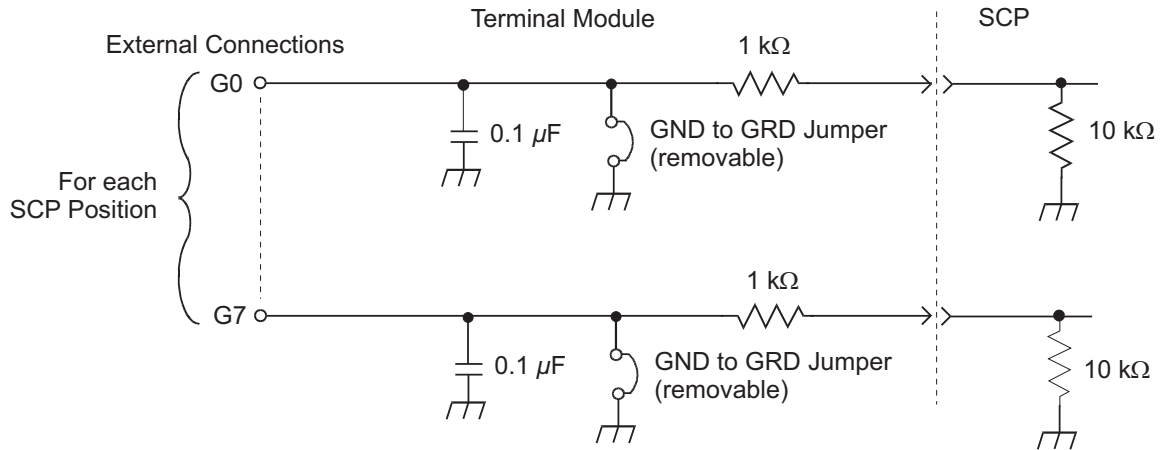 Terminal Module
SCP
External Connections
1 kΩ
G0
0.1 µF
GND to GRD Jumper
(removable)
10 kΩ
For each
SCP Position
1 kΩ
G7
0.1 µF
GND to GRD Jumper
(removable)
10 kΩ